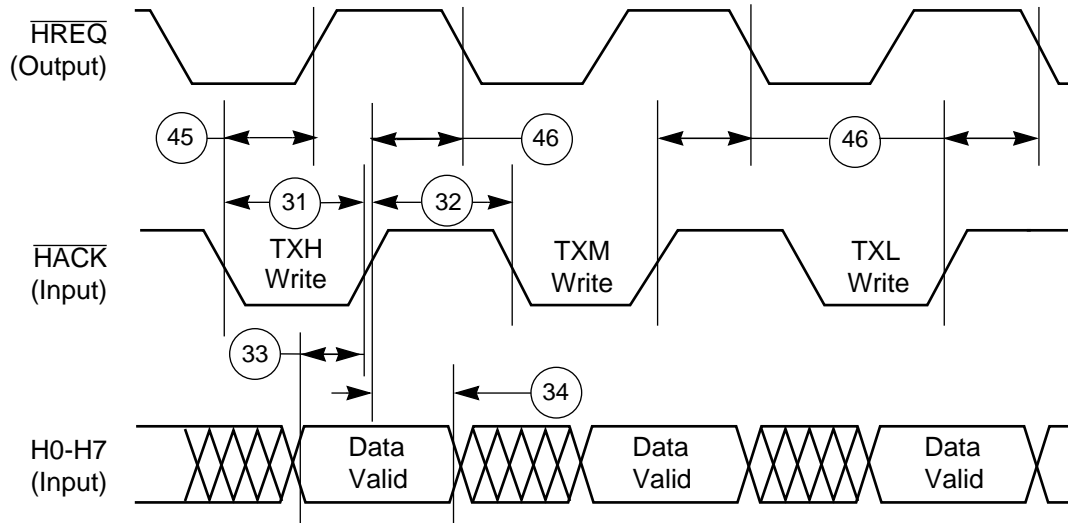 HREQ
(Output)
45
46
46
31
32
HACK
(Input)
TXH
Write
TXM
Write
TXL
Write
33
34
H0-H7
(Input)
Data
Valid
Data
Valid
Data
Valid